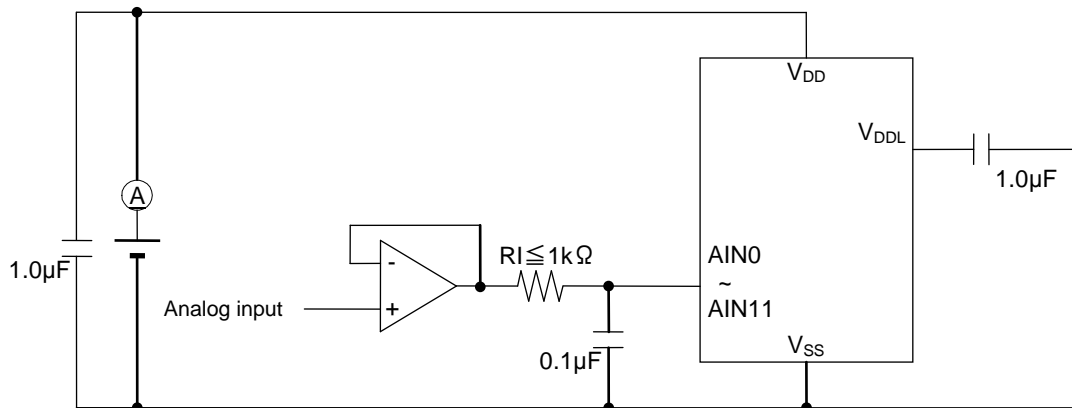 V_DD
V_DDL
A
1.0µF
1.0µF
-
RI≦1kΩ
AIN0
~
Analog input
+
AIN11
V_SS
0.1µF